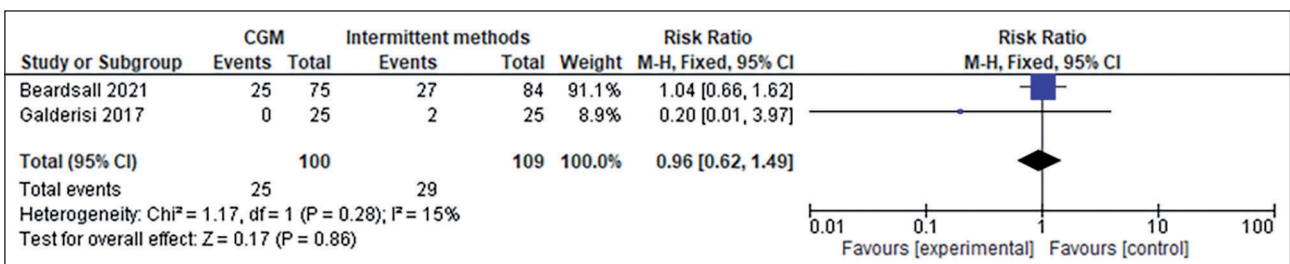 CGM Intermittent methods Risk Ratio Risk Ratio
Study or Subgroup Events Total Events Total Weight M-H, Fixed, 95% CI M-H, Fixed, 95% CI
Beardsall 2021 25 75 27 84 91.1% 1.04 [0.66, 1.62]
Galderisi 2017 0 25 2 25 8.9% 0.20 [0.01, 3.97]
Total (95% CI) 100 109 100.0% 0.96 [0.62, 1.49]
Total events 25 29
Heterogeneity: Chi² = 1.17, df = 1 (P = 0.28); I² = 15%
Test for overall effect: Z = 0.17 (P = 0.86)
0.01 0.1 1 10 100
Favours [experimental] Favours [control]